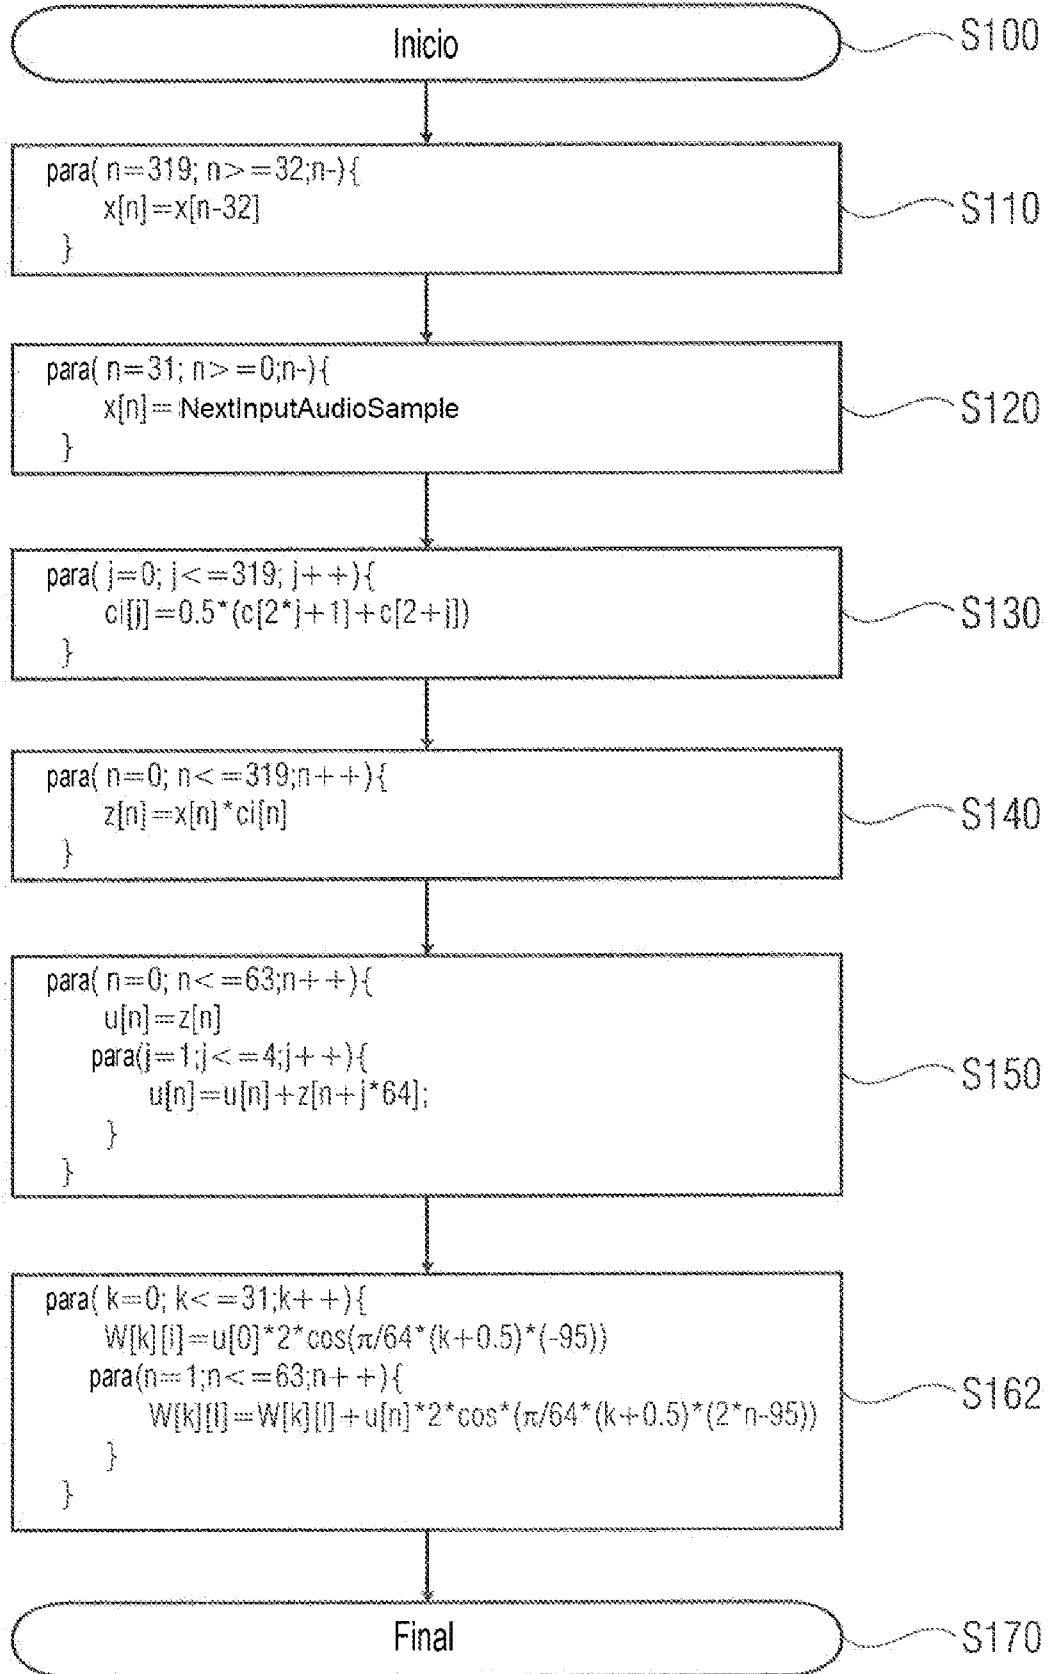 Inicio
S100
para( n=319; n>=32;n-){
x[n]=x[n-32]
}
S110
para( n=31; n>=0;n-){
x[n]= NextInputAudioSample
}
S120
para( j=0; j<=319; j++){
ci[j]=0.5*(c[2*j+1]+c[2+j])
}
S130
para( n=0; n<=319;n++){
z[n]=x[n]*ci[n]
}
S140
para( n=0; n<=63;n++){
u[n]=z[n]
para(j=1;j<=4;j++){
u[n]=u[n]+z[n+j*64];
}
}
S150
para( k=0; k<=31;k++){
W[k][l]=u[0]*2*cos(π/64*(k+0.5)*(-95))
para(n=1;n<=63;n++){
W[k][l]=W[k][l]+u[n]*2*cos*(π/64*(k+0.5)*(2*n-95))
}
}
S162
Final
S170